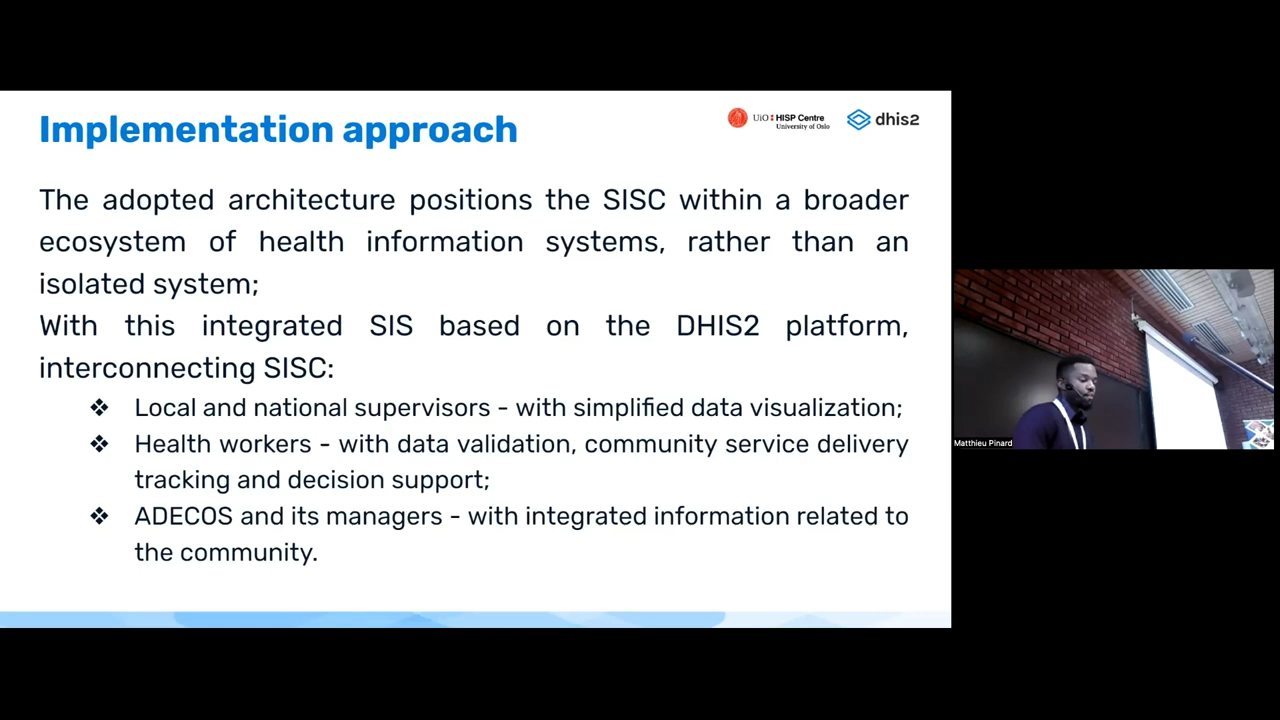 Implementation approach
UiO HISP Centre
University of Oslo
dhis2
The adopted architecture positions the SISC within a broader
ecosystem of health information systems, rather than an
isolated system;
With this integrated SIS based on the DHIS2 platform,
interconnecting SISC:
❖ Local and national supervisors - with simplified data visualization;
❖ Health workers - with data validation, community service delivery
tracking and decision support;
❖ ADECOS and its managers - with integrated information related to
the community.
Matthieu Pinard